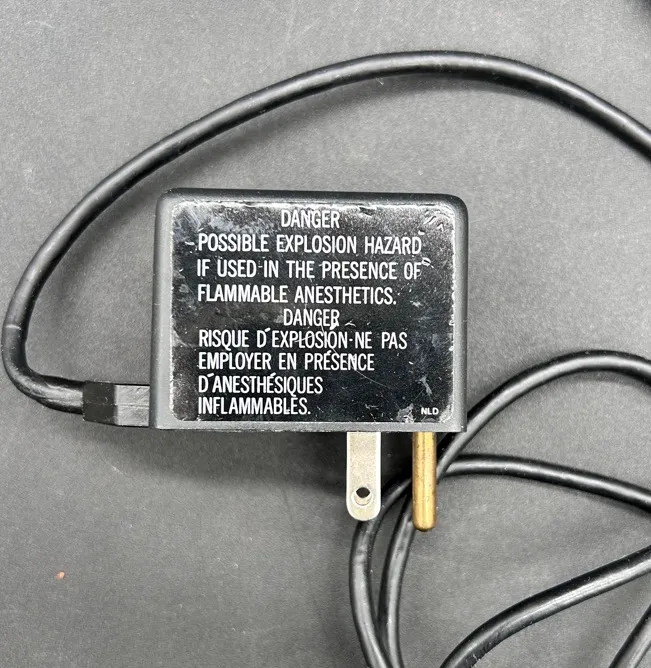 DANGER
POSSIBLE EXPLOSION HAZARD
IF USED IN THE PRESENCE OF
FLAMMABLE ANESTHETICS.
DANGER
RISQUE D'EXPLOSION-NE PAS
EMPLOYER EN PRÉSENCE
D'ANESTHÉSIQUES
INFLAMMABLES.
NLD